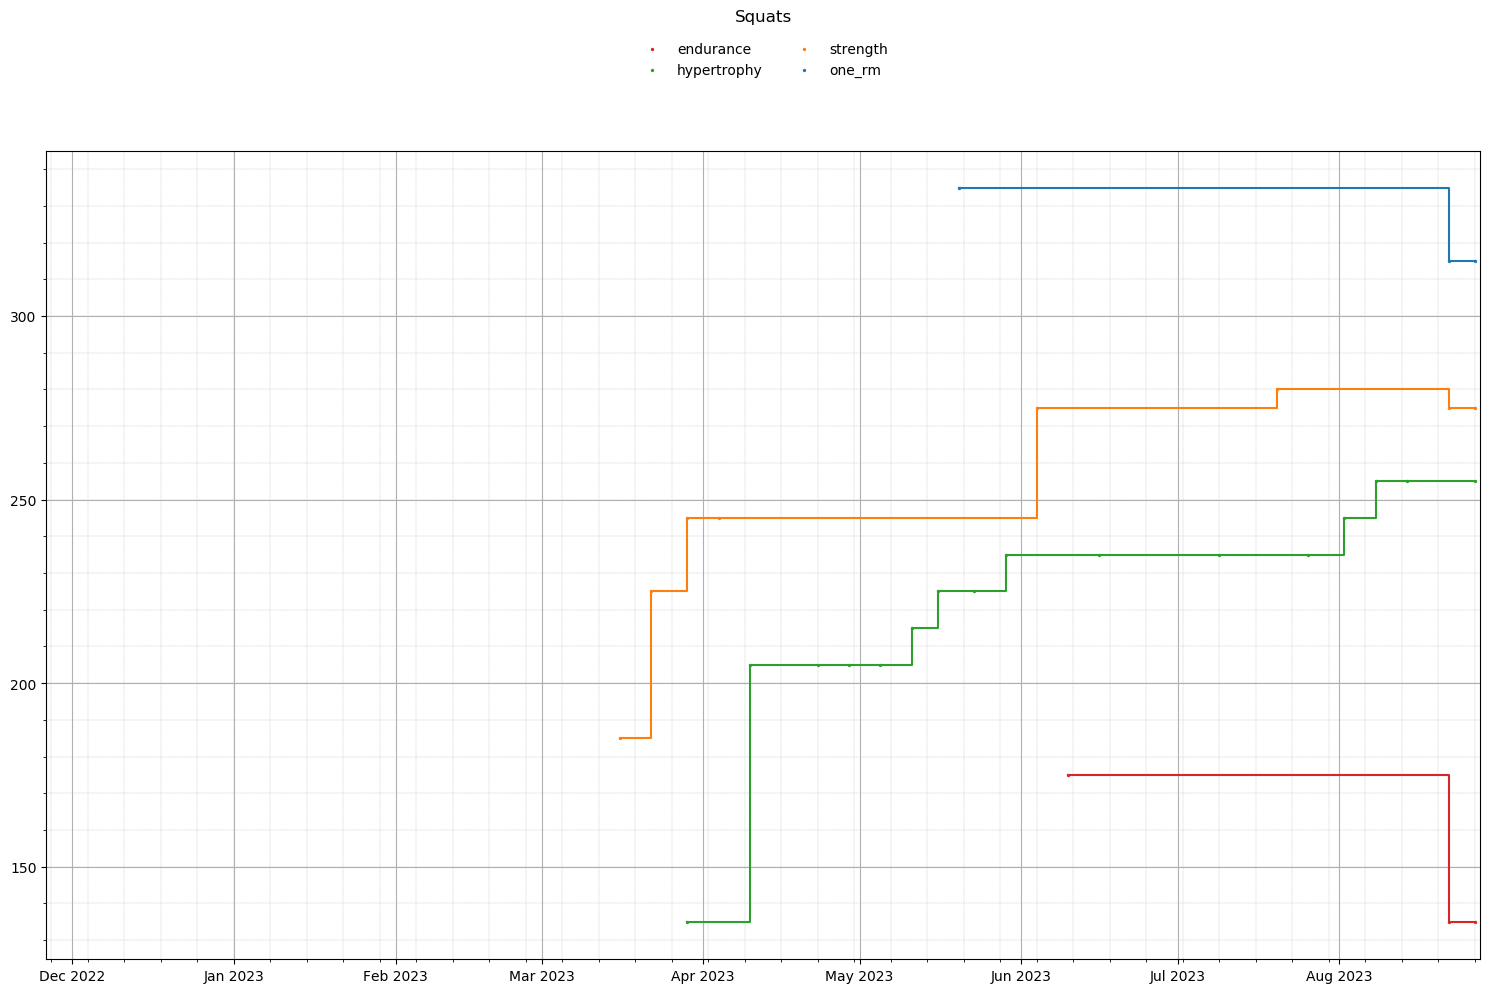 Squats
endurance strength
hypertrophy one_rm
300
250
200
150
Dec 2022 Jan 2023 Feb 2023 Mar 2023 Apr 2023 May 2023 Jun 2023 Jul 2023 Aug 2023